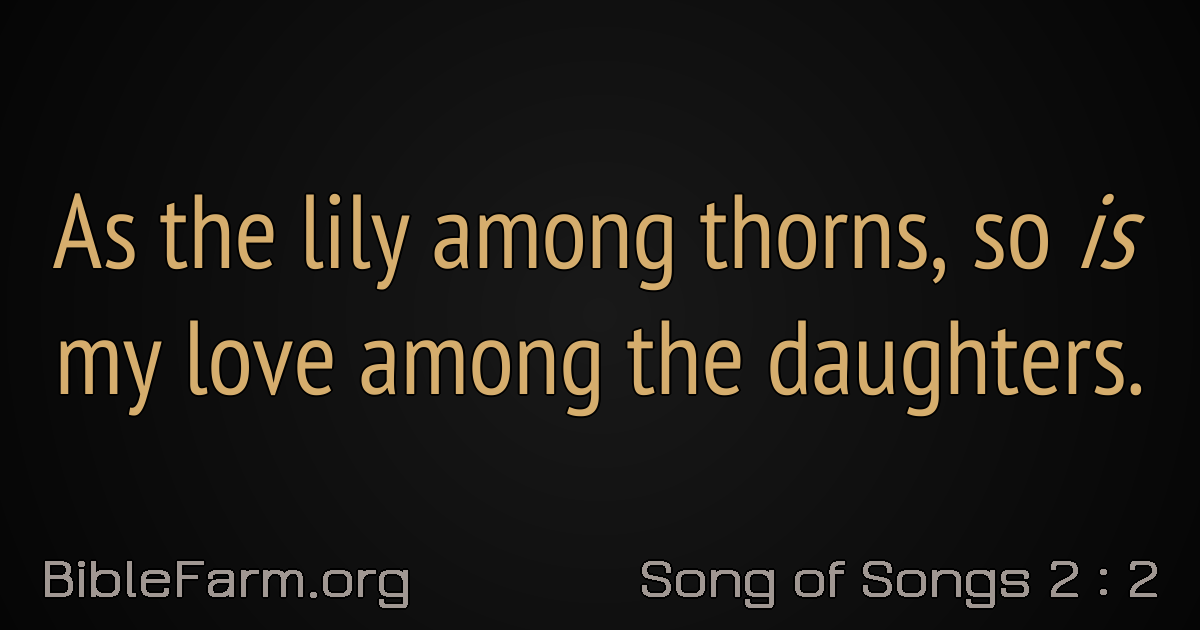 As the lily among thorns, so is
my love among the daughters.
BibleFarm.org
Song of Songs 2 : 2